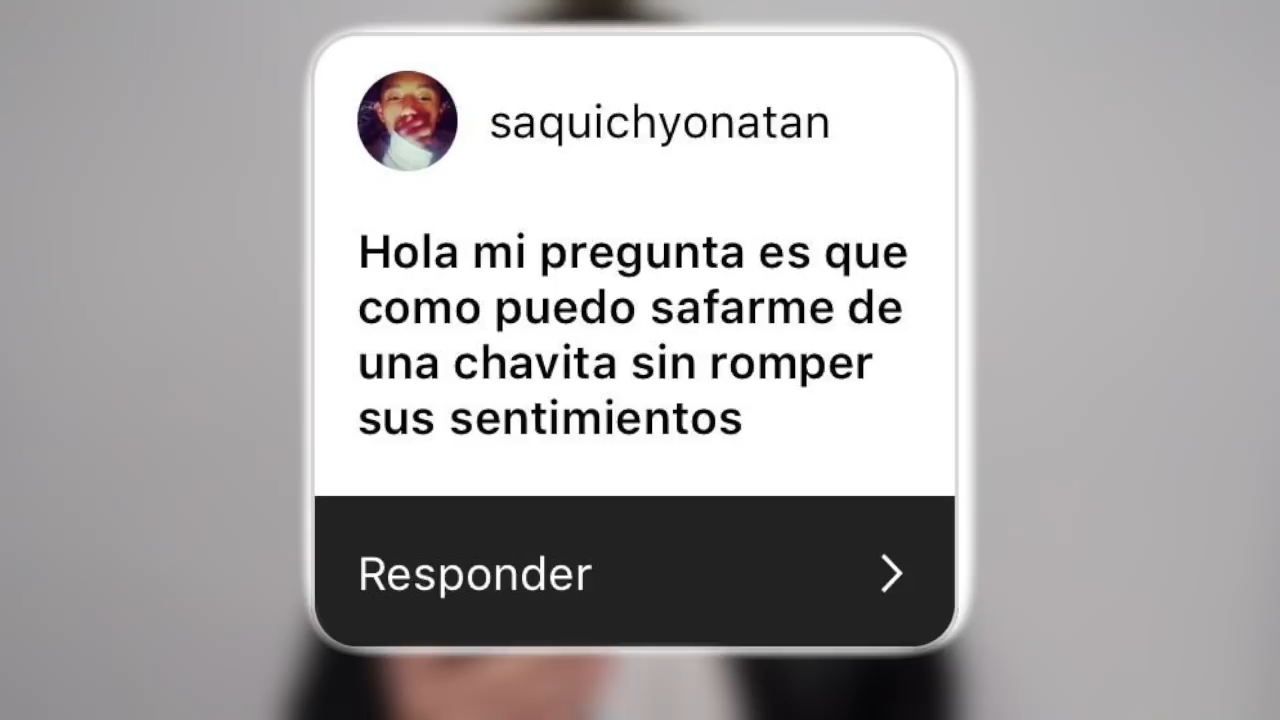 saquichyonatan
Hola mi pregunta es que
como puedo safarme de
una chavita sin romper
sus sentimientos
Responder